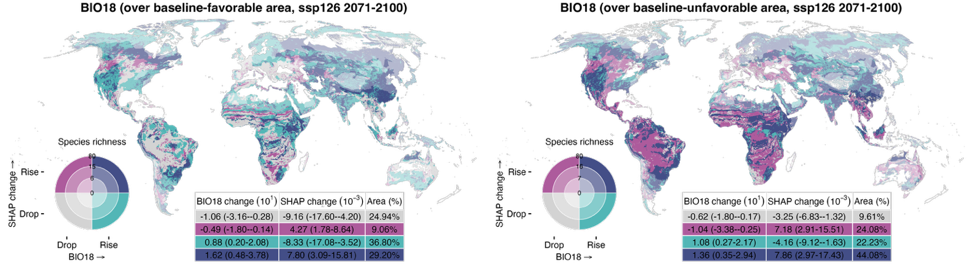 BIO18 (over baseline-favorable area, ssp126 2071-2100)
Species richness
80
18
6
0
SHAP change →
Rise
Drop
Drop
Rise
BIO18 →
BIO18 change (10¹) SHAP change (10⁻³) Area (%)
-1.06 (-3.16--0.28) -9.16 (-17.60--4.20) 24.94%
-0.49 (-1.80--0.14) 4.27 (1.78-8.64) 9.06%
0.88 (0.20-2.08) -8.33 (-17.08--3.52) 36.80%
1.62 (0.48-3.78) 7.80 (3.09-15.81) 29.20%
BIO18 (over baseline-unfavorable area, ssp126 2071-2100)
Species richness
80
18
6
0
SHAP change →
Rise
Drop
Drop
Rise
BIO18 →
BIO18 change (10¹) SHAP change (10⁻³) Area (%)
-0.62 (-1.80--0.17) -3.25 (-6.83--1.32) 9.61%
-1.04 (-3.38--0.25) 7.18 (2.91-15.51) 24.08%
1.08 (0.27-2.17) -4.16 (-9.12--1.63) 22.23%
1.36 (0.35-2.94) 7.86 (2.97-17.43) 44.08%